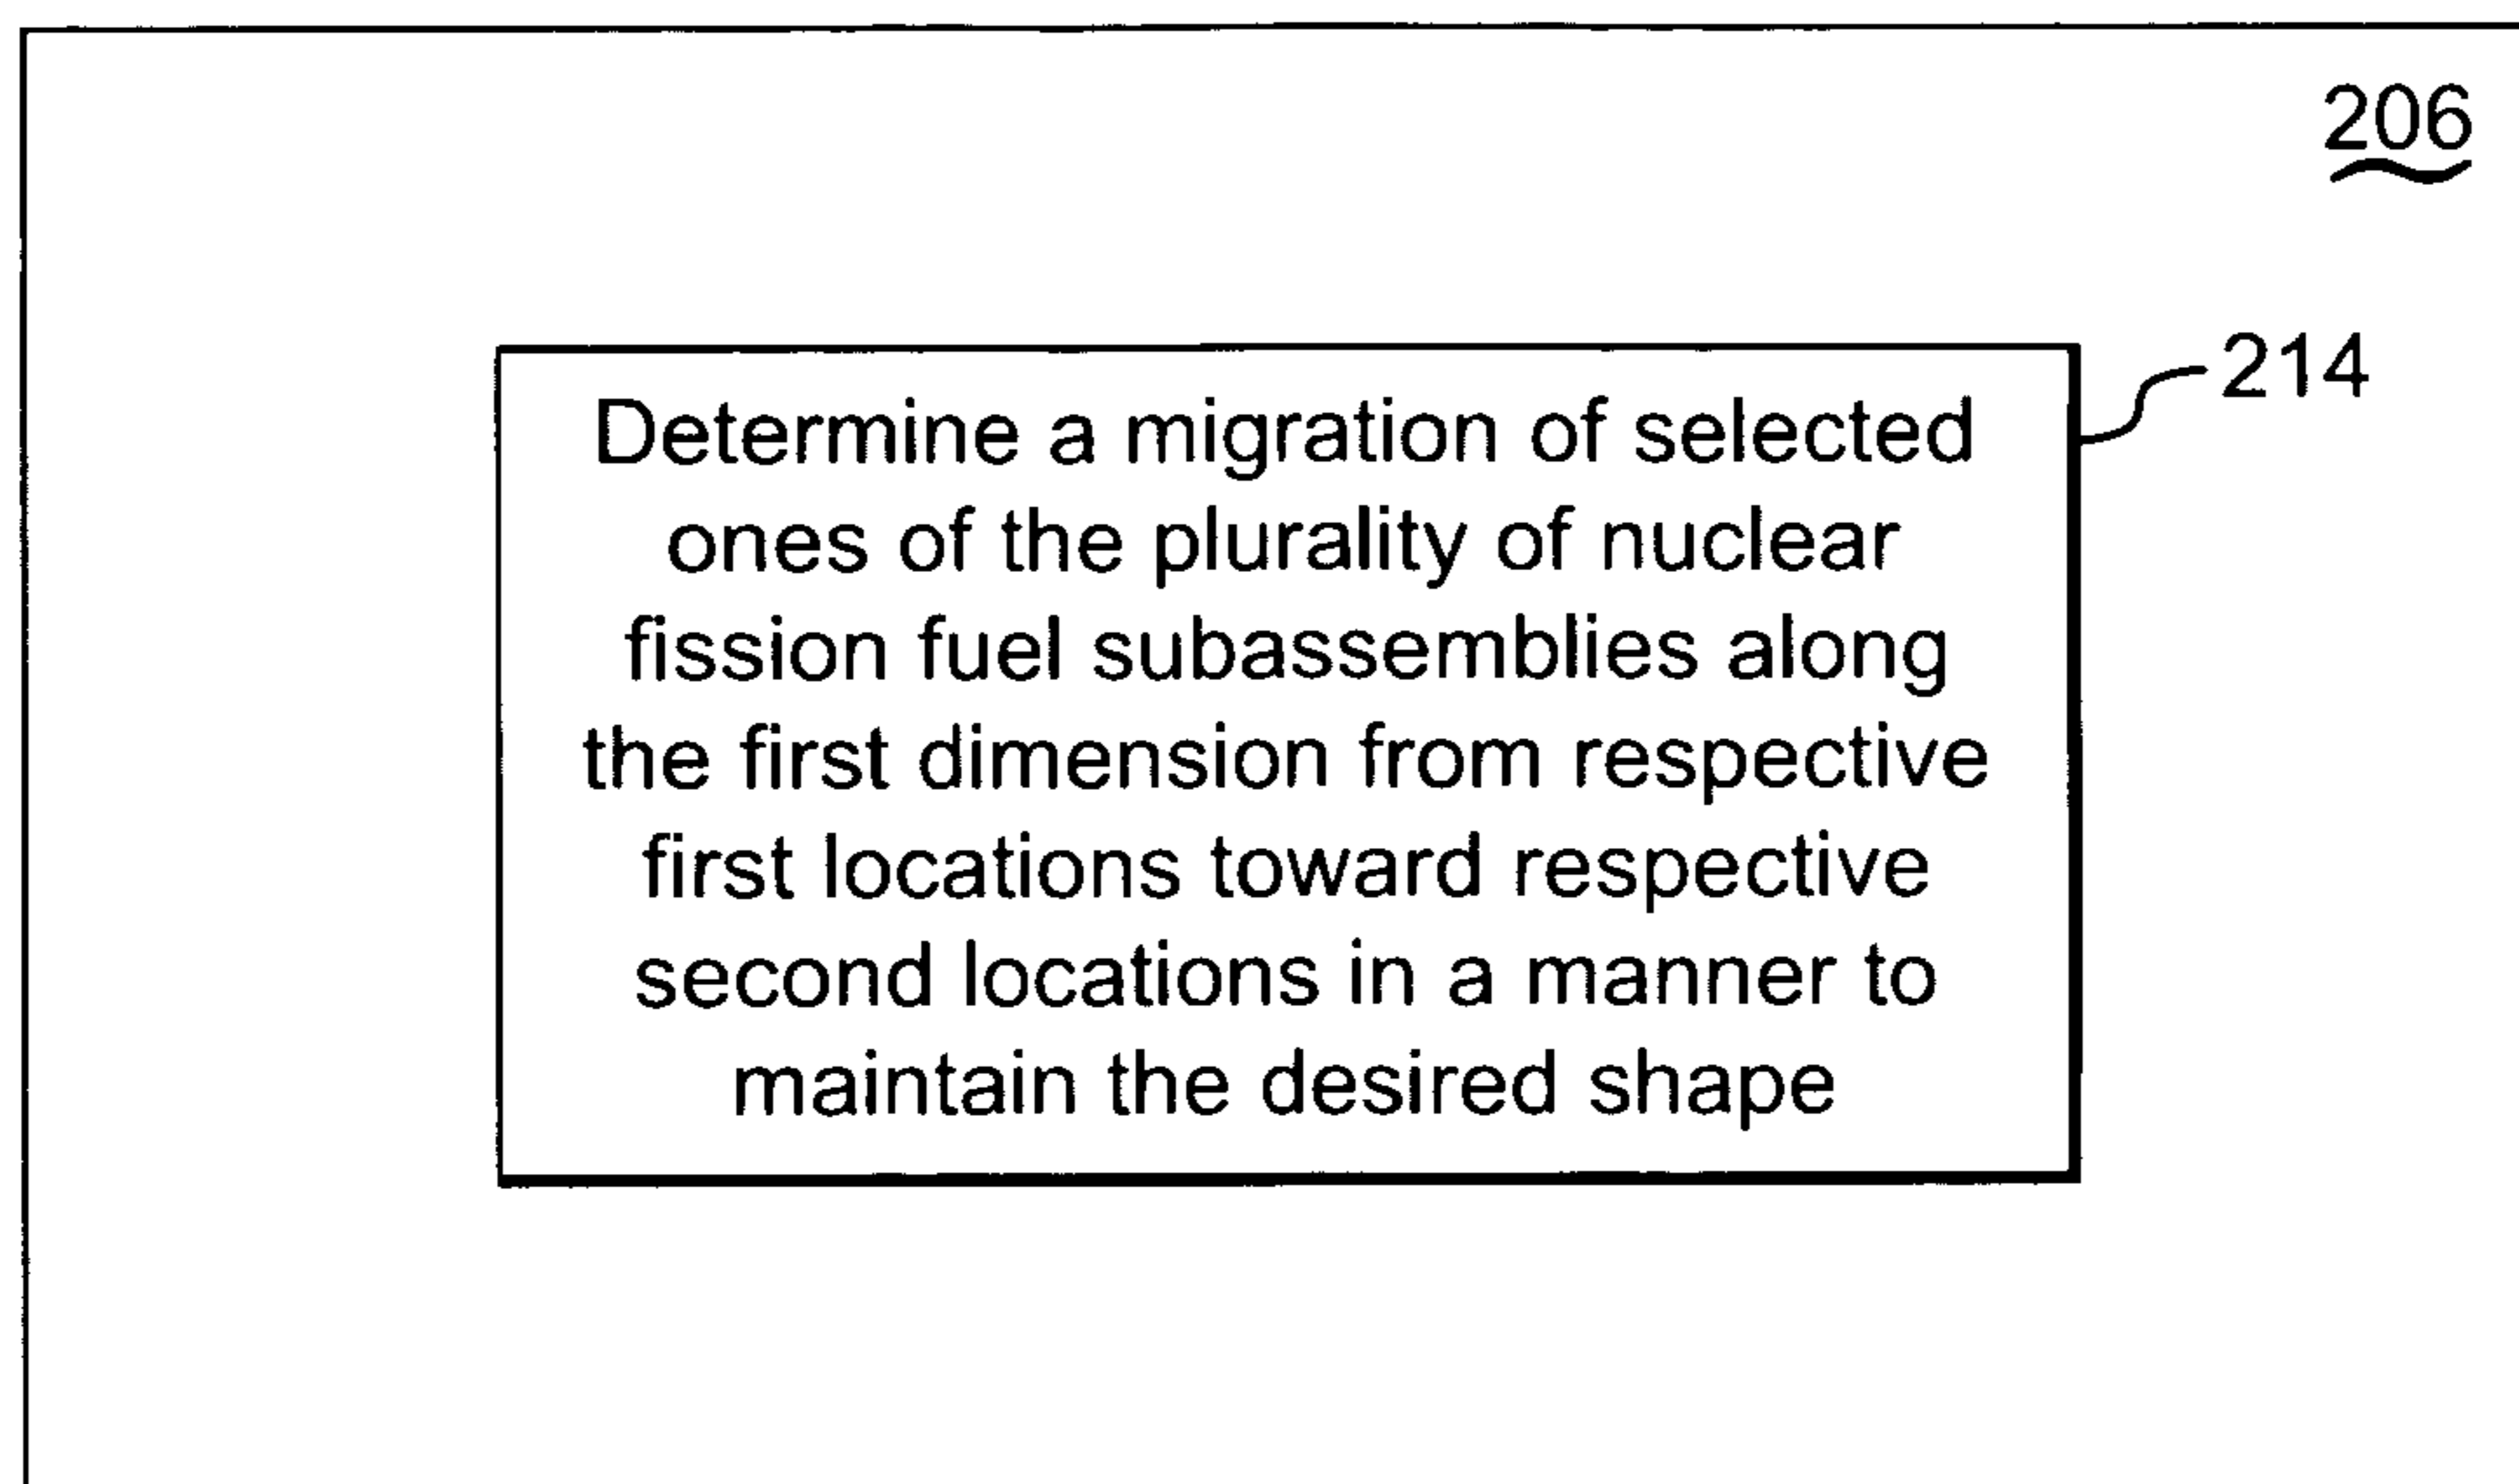 206
214
Determine a migration of selected
ones of the plurality of nuclear
fission fuel subassemblies along
the first dimension from respective
first locations toward respective
second locations in a manner to
maintain the desired shape